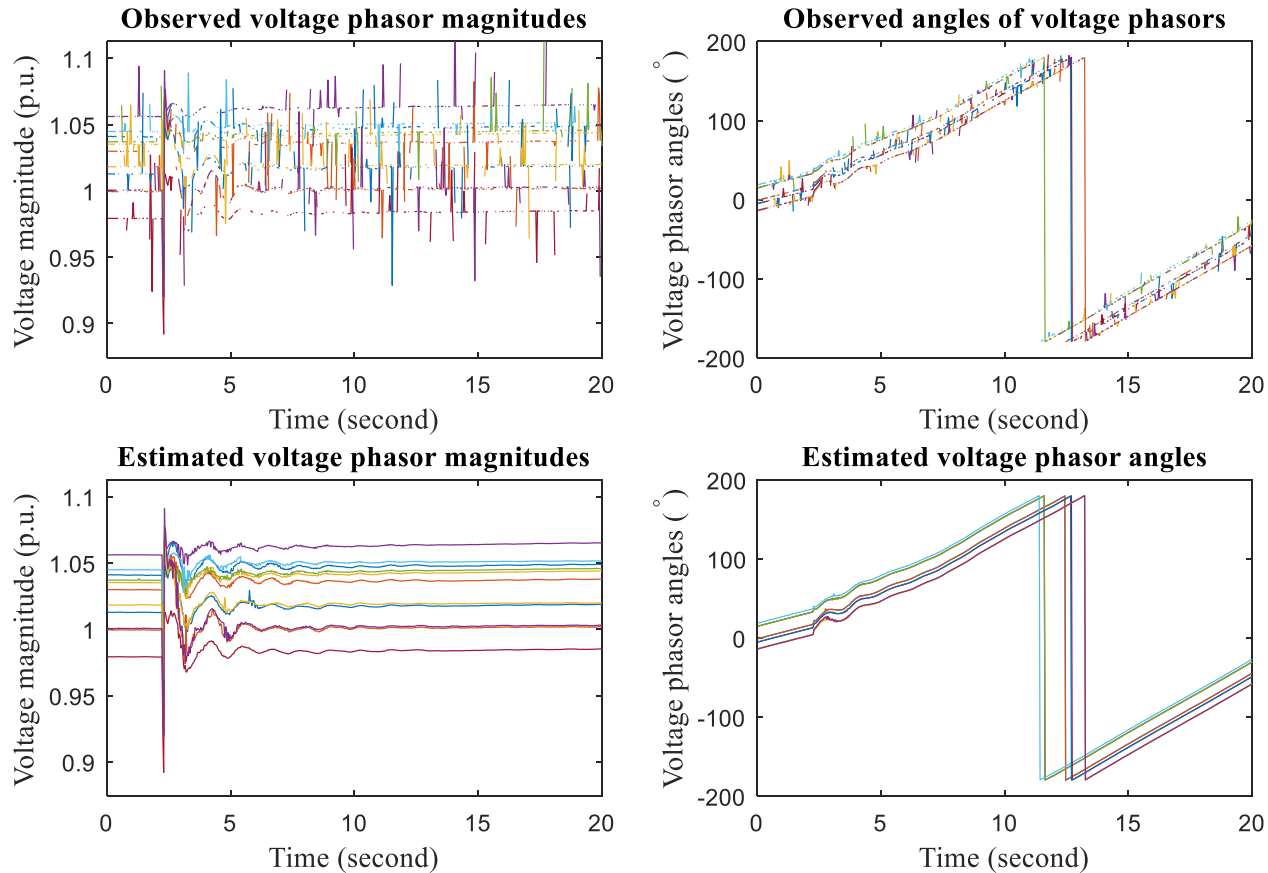 Observed voltage phasor magnitudes
Voltage magnitude (p.u.)
1.1
1.05
1
0.95
0.9
0 5 10 15 20
Time (second)
Observed angles of voltage phasors
Voltage phasor angles (°)
200
100
0
-100
-200
0 5 10 15 20
Time (second)
Estimated voltage phasor magnitudes
Voltage magnitude (p.u.)
1.1
1.05
1
0.95
0.9
0 5 10 15 20
Time (second)
Estimated voltage phasor angles
Voltage phasor angles (°)
200
100
0
-100
-200
0 5 10 15 20
Time (second)